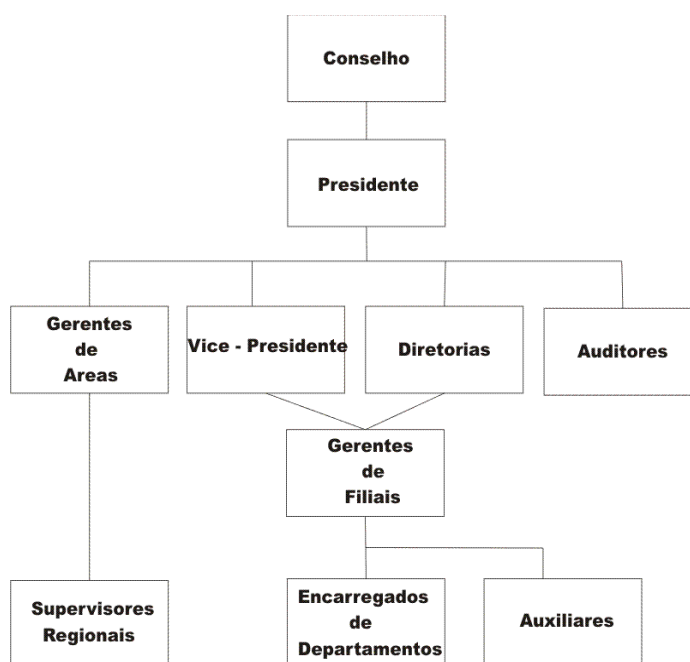 Conselho
Presidente
Gerentes
de
Areas
Vice - Presidente
Diretorias
Auditores
Gerentes
de
Filiais
Supervisores
Regionais
Encarregados
de
Departamentos
Auxiliares